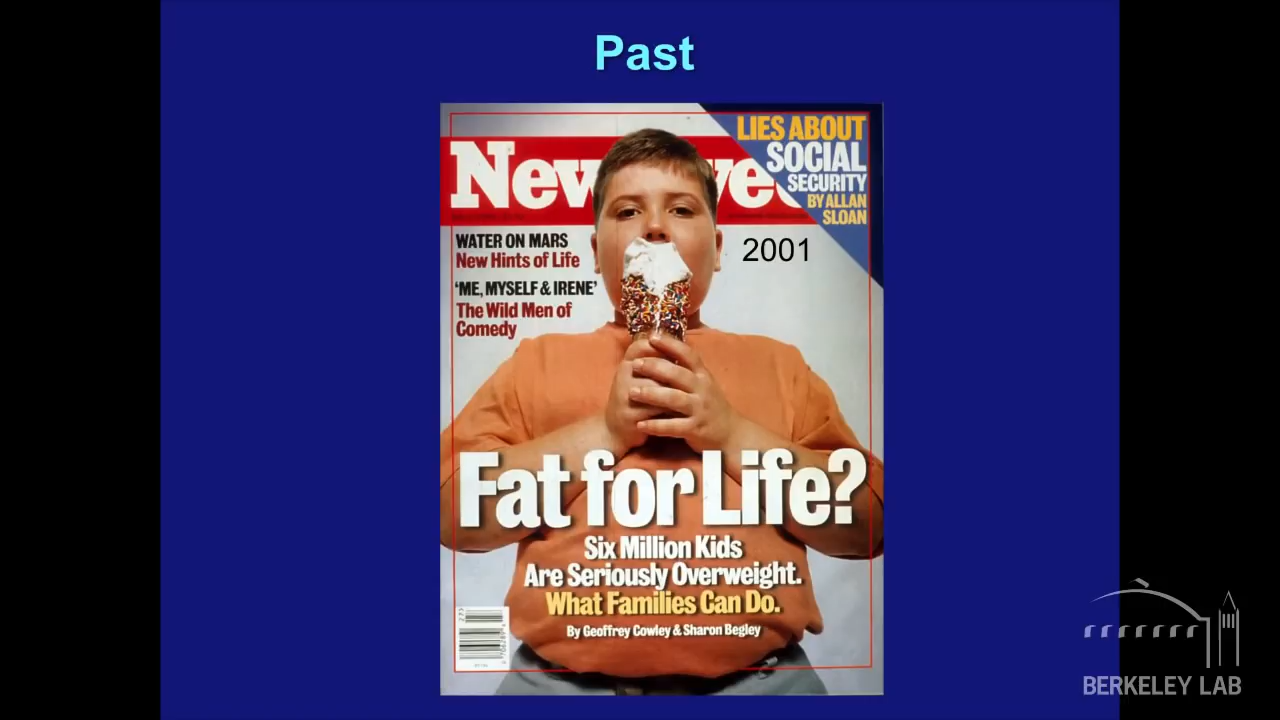 Past
Newswee
LIES ABOUT
SOCIAL
SECURITY
BY ALLAN
SLOAN
WATER ON MARS
New Hints of Life
2001
‘ME, MYSELF & IRENE’
The Wild Men of
Comedy
Fat for Life?
Six Million Kids
Are Seriously Overweight.
What Families Can Do.
By Geoffrey Cowley & Sharon Begley
BERKELEY LAB